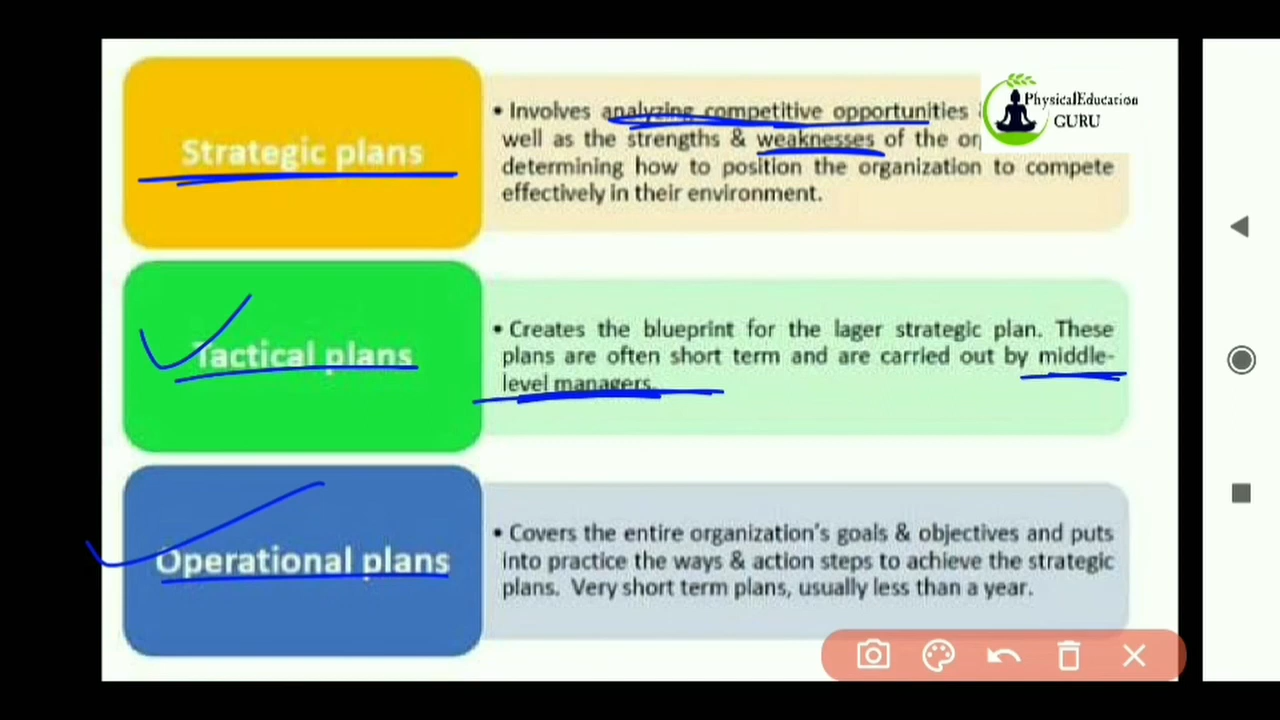 Strategic plans
• Involves analyzing competitive opportunities
well as the strengths & weaknesses of the
determining how to position the organization to compete
effectively in their environment.
PhysicalEducation
GURU
Tactical plans
• Creates the blueprint for the lager strategic plan. These
plans are often short term and are carried out by middle-
level managers.
Operational plans
• Covers the entire organization's goals & objectives and puts
into practice the ways & action steps to achieve the strategic
plans. Very short term plans, usually less than a year.